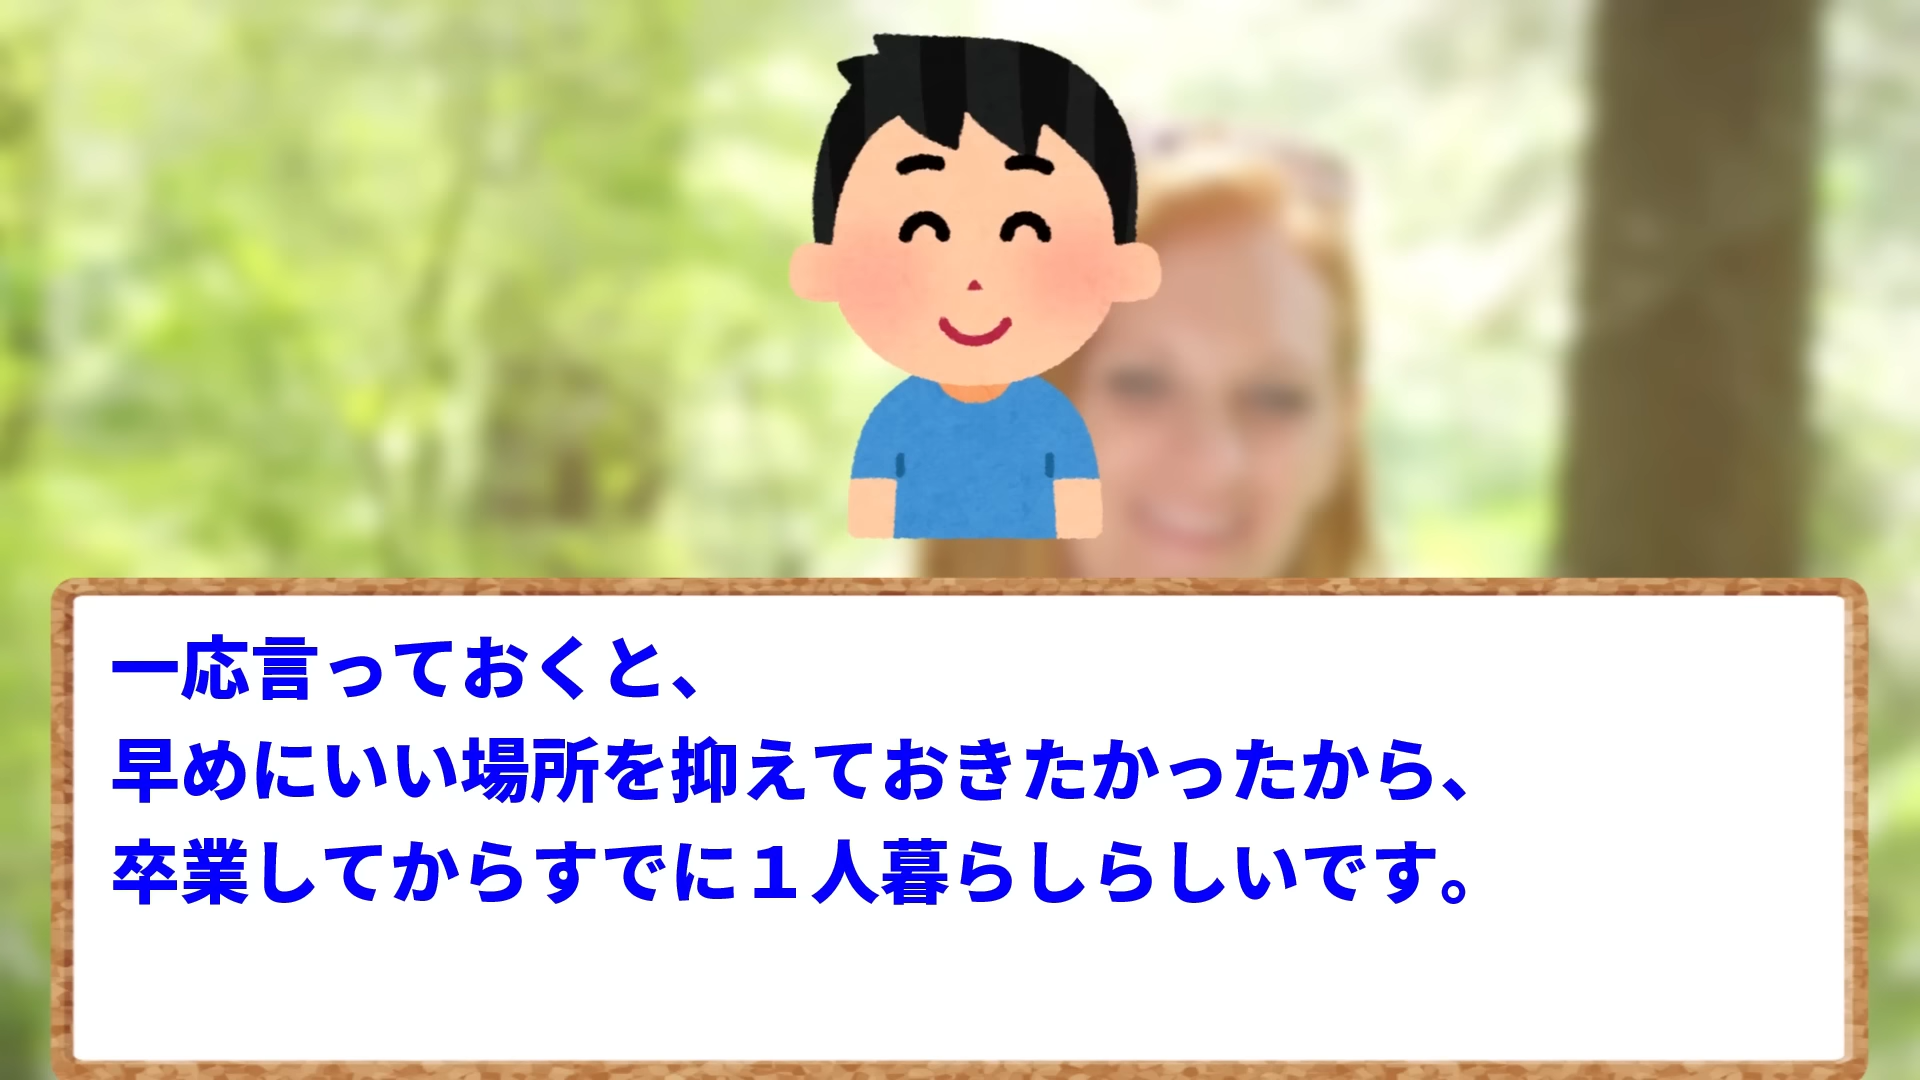 一応言っておくと、
早めにいい場所を抑えておきたかったから、
卒業してからすでに１人暮らしらしいです。